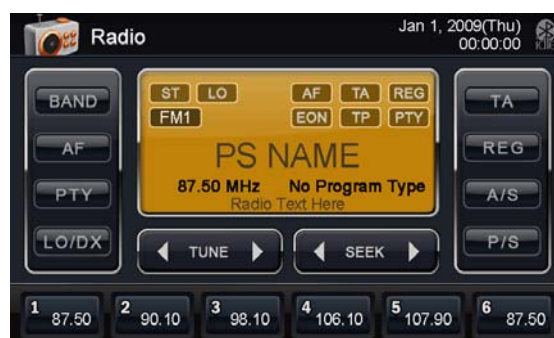 Radio
Jan 1, 2009(Thu)
00:00:00
BAND
AF
PTY
LO/DX
ST LO
AF TA REG
FM1
EON TP PTY
PS NAME
87.50 MHz No Program Type
Radio Text Here
TUNE
SEEK
TA
REG
A/S
P/S
1 87.50
2 90.10
3 98.10
4 106.10
5 107.90
6 87.50